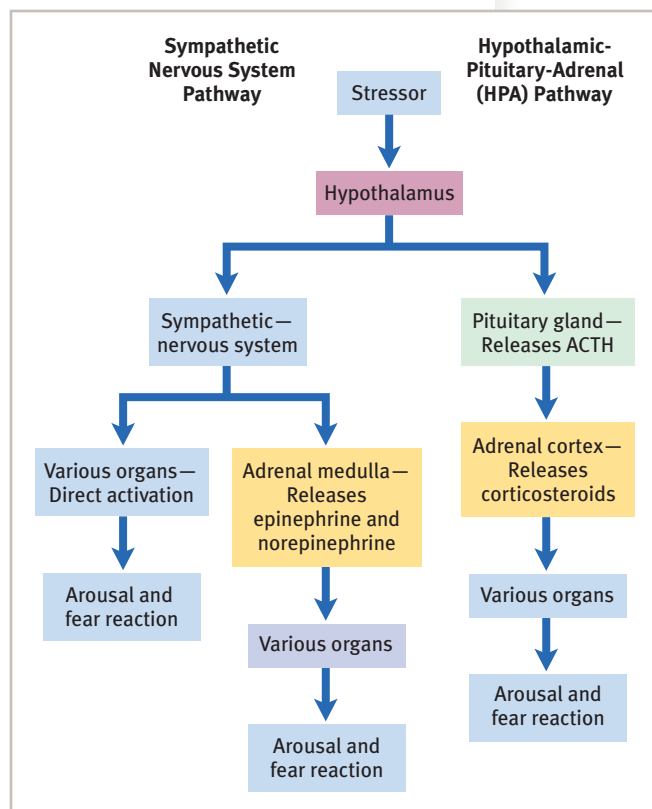 Sympathetic
Nervous System
Pathway
Hypothalamic-
Pituitary-Adrenal
(HPA) Pathway
Stressor
Hypothalamus
Sympathetic—
nervous system
Pituitary gland—
Releases ACTH
Various organs—
Direct activation
Adrenal medulla—
Releases
epinephrine and
norepinephrine
Adrenal cortex—
Releases
corticosteroids
Arousal and
fear reaction
Various organs
Various organs
Arousal and
fear reaction
Arousal and
fear reaction